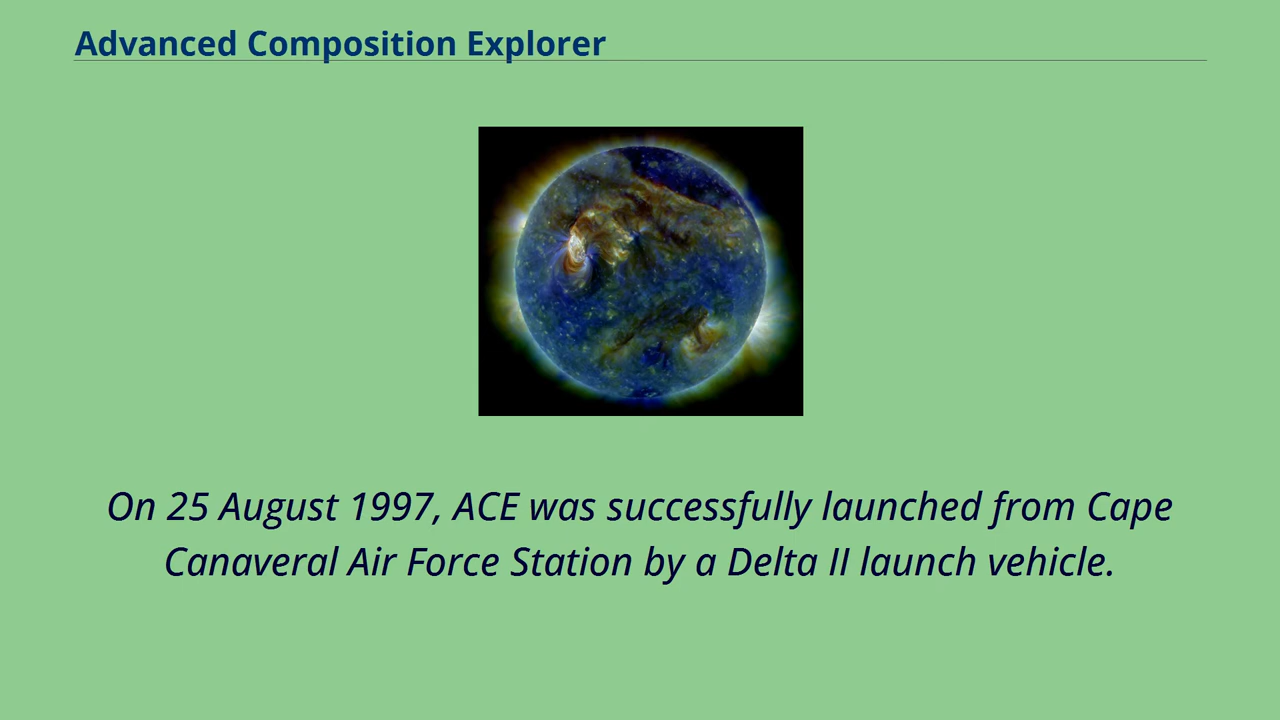 Advanced Composition Explorer
On 25 August 1997, ACE was successfully launched from Cape
Canaveral Air Force Station by a Delta II launch vehicle.